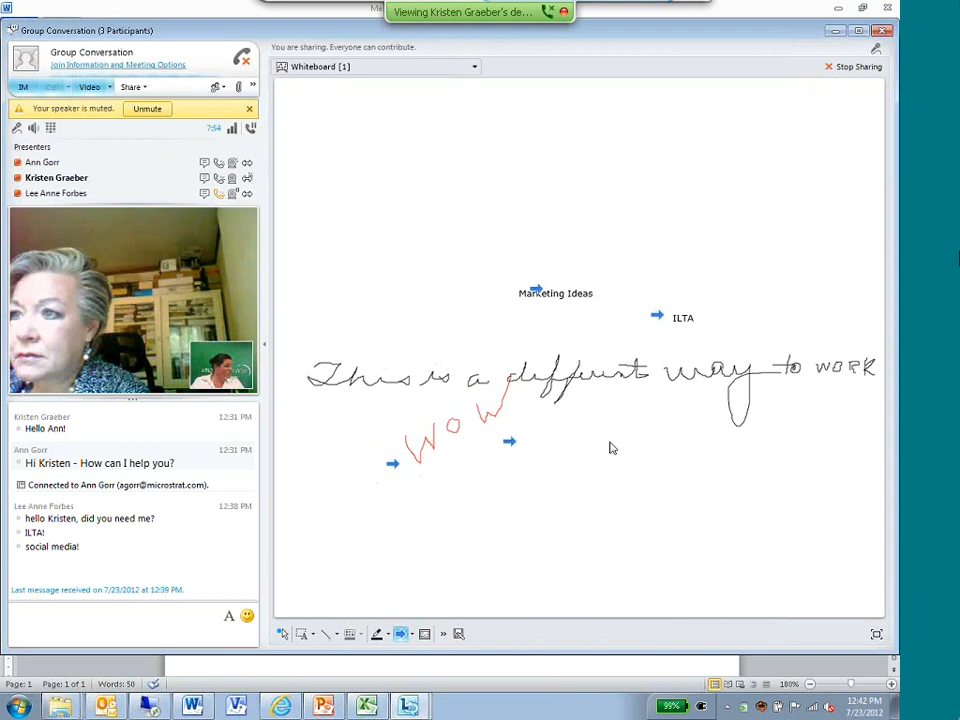 Viewing Kristen Graeber's de...
Group Conversation (3 Participants)
Group Conversation
Join Information and Meeting Options
You are sharing. Everyone can contribute.
IM
Call
Video
Share
Whiteboard [1]
Stop Sharing
Your speaker is muted.
Unmute
7:54
Presenters
Ann Gorr
Kristen Graeber
Lee Anne Forbes
Marketing Ideas
ILTA
This is a different way to WORK
WOW
Kristen Graeber 12:31 PM
Hello Ann!
Ann Gorr 12:31 PM
Hi Kristen - How can I help you?
Connected to Ann Gorr (agorr@microstrat.com).
Lee Anne Forbes 12:38 PM
hello Kristen, did you need me?
ILTA!
social media!
Last message received on 7/23/2012 at 12:39 PM.
A
Page: 1
Page: 1 of 1
Words: 50
180%
99%
12:42 PM
7/23/2012